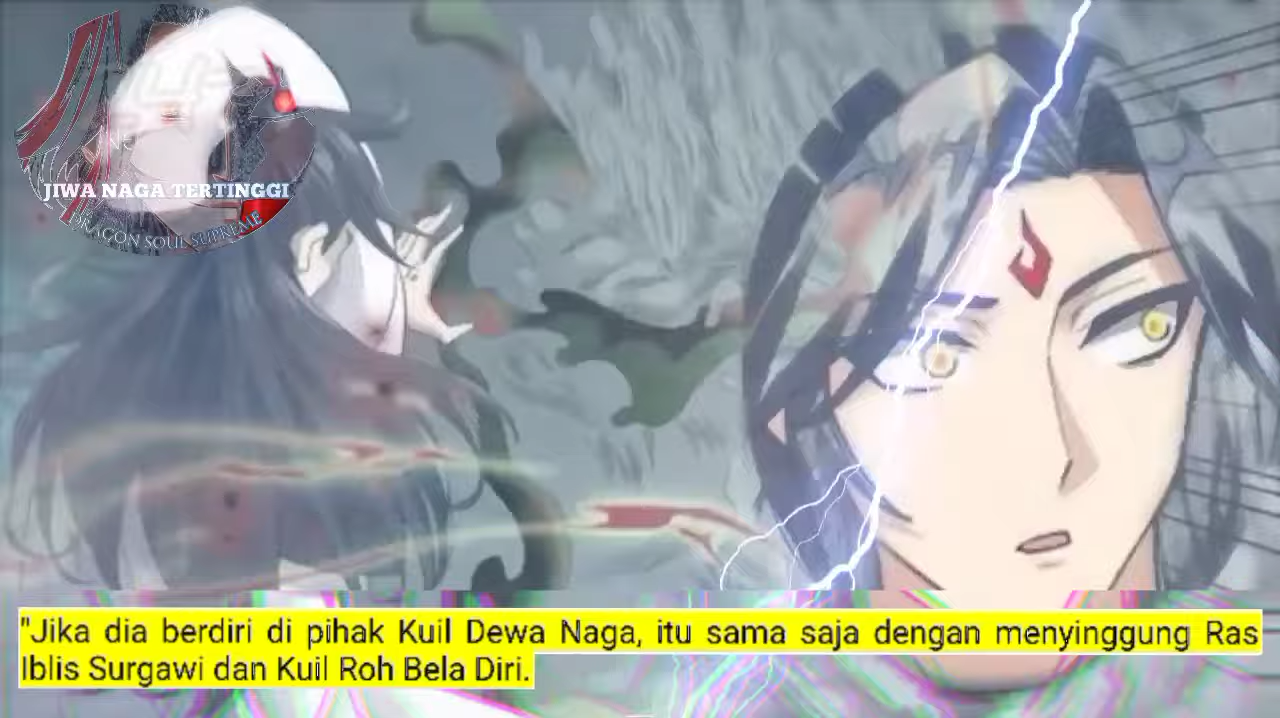 JIWA NAGA TERTINGGI
DRAGON SOUL SUPREME
"Jika dia berdiri di pihak Kuil Dewa Naga, itu sama saja dengan menyinggung Ras
Iblis Surgawi dan Kuil Roh Bela Diri.